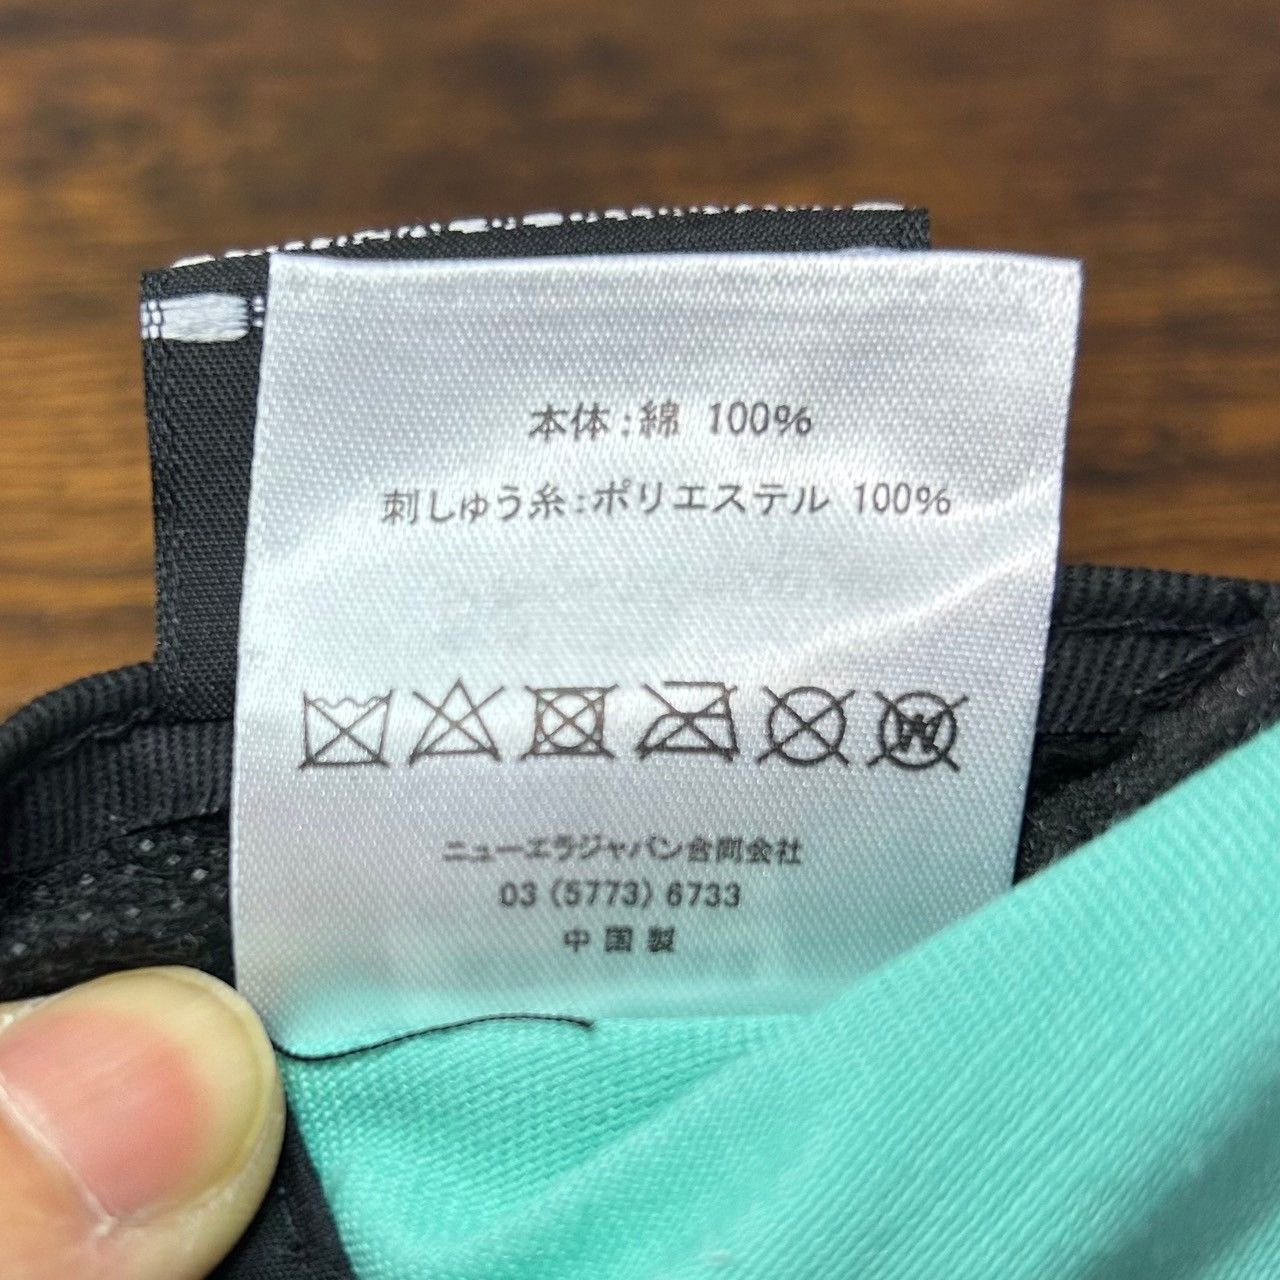 本体:綿 100%
刺しゅう糸:ポリエステル 100%
ニューエラジャパン合同会社
03 (5773) 6733
中国製